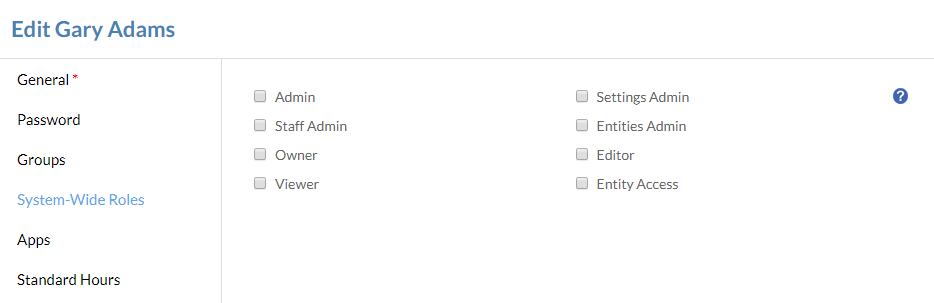 Edit Gary Adams
General *
Password
Groups
System-Wide Roles
Apps
Standard Hours
Admin
Settings Admin
?
Staff Admin
Entities Admin
Owner
Editor
Viewer
Entity Access